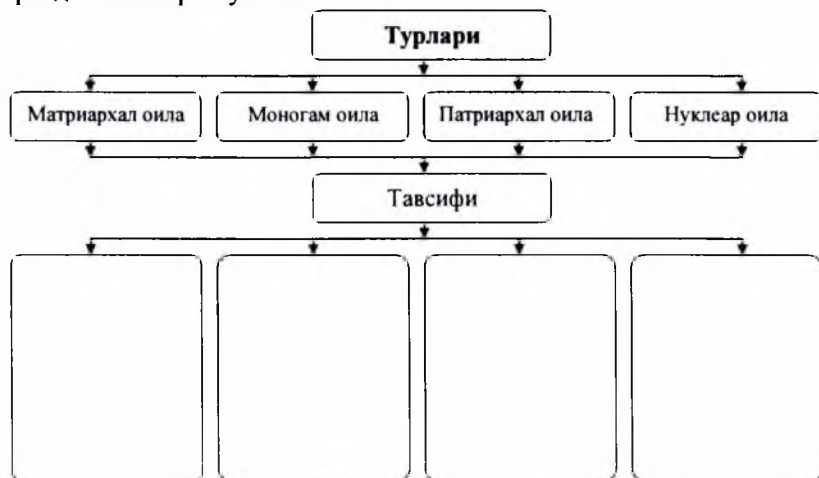 Турлари
Матриархал оила
Моногам оила
Патриархал оила
Нуклеар оила
Тавсифи